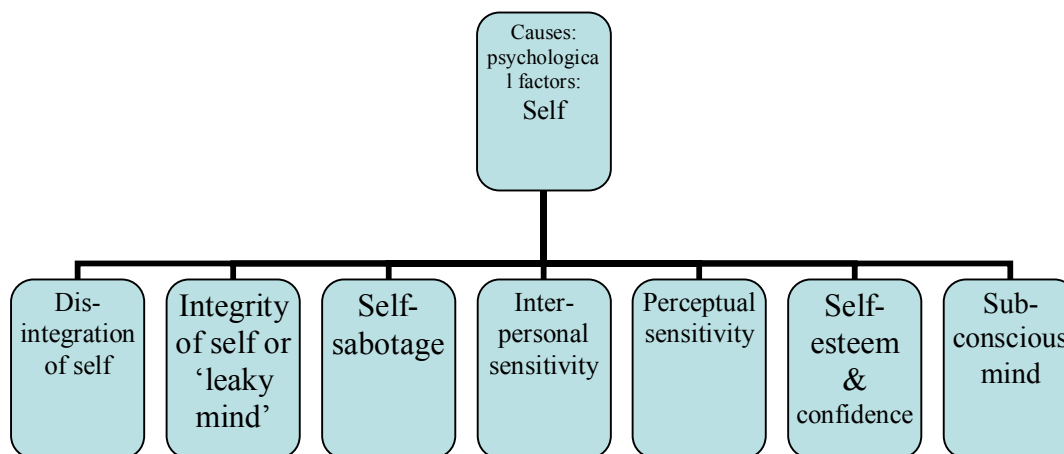 Causes:
psychologica
l factors:
Self
Dis-
integration
of self
Integrity
of self or
‘leaky
mind’
Self-
sabotage
Inter-
personal
sensitivity
Perceptual
sensitivity
Self-
esteem
&
confidence
Sub-
conscious
mind